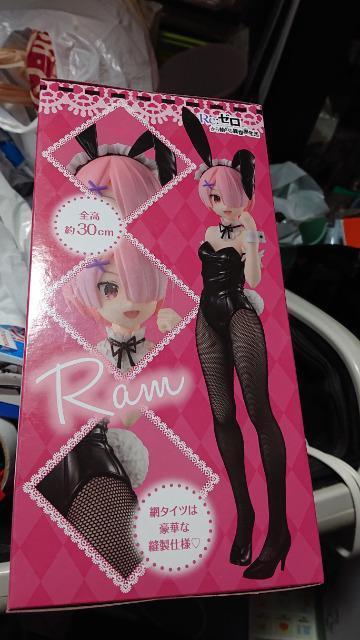 Re:ゼロ
から始める異世界生活
全高
約30cm
Ram
網タイツは
豪華な
縫製仕様♡